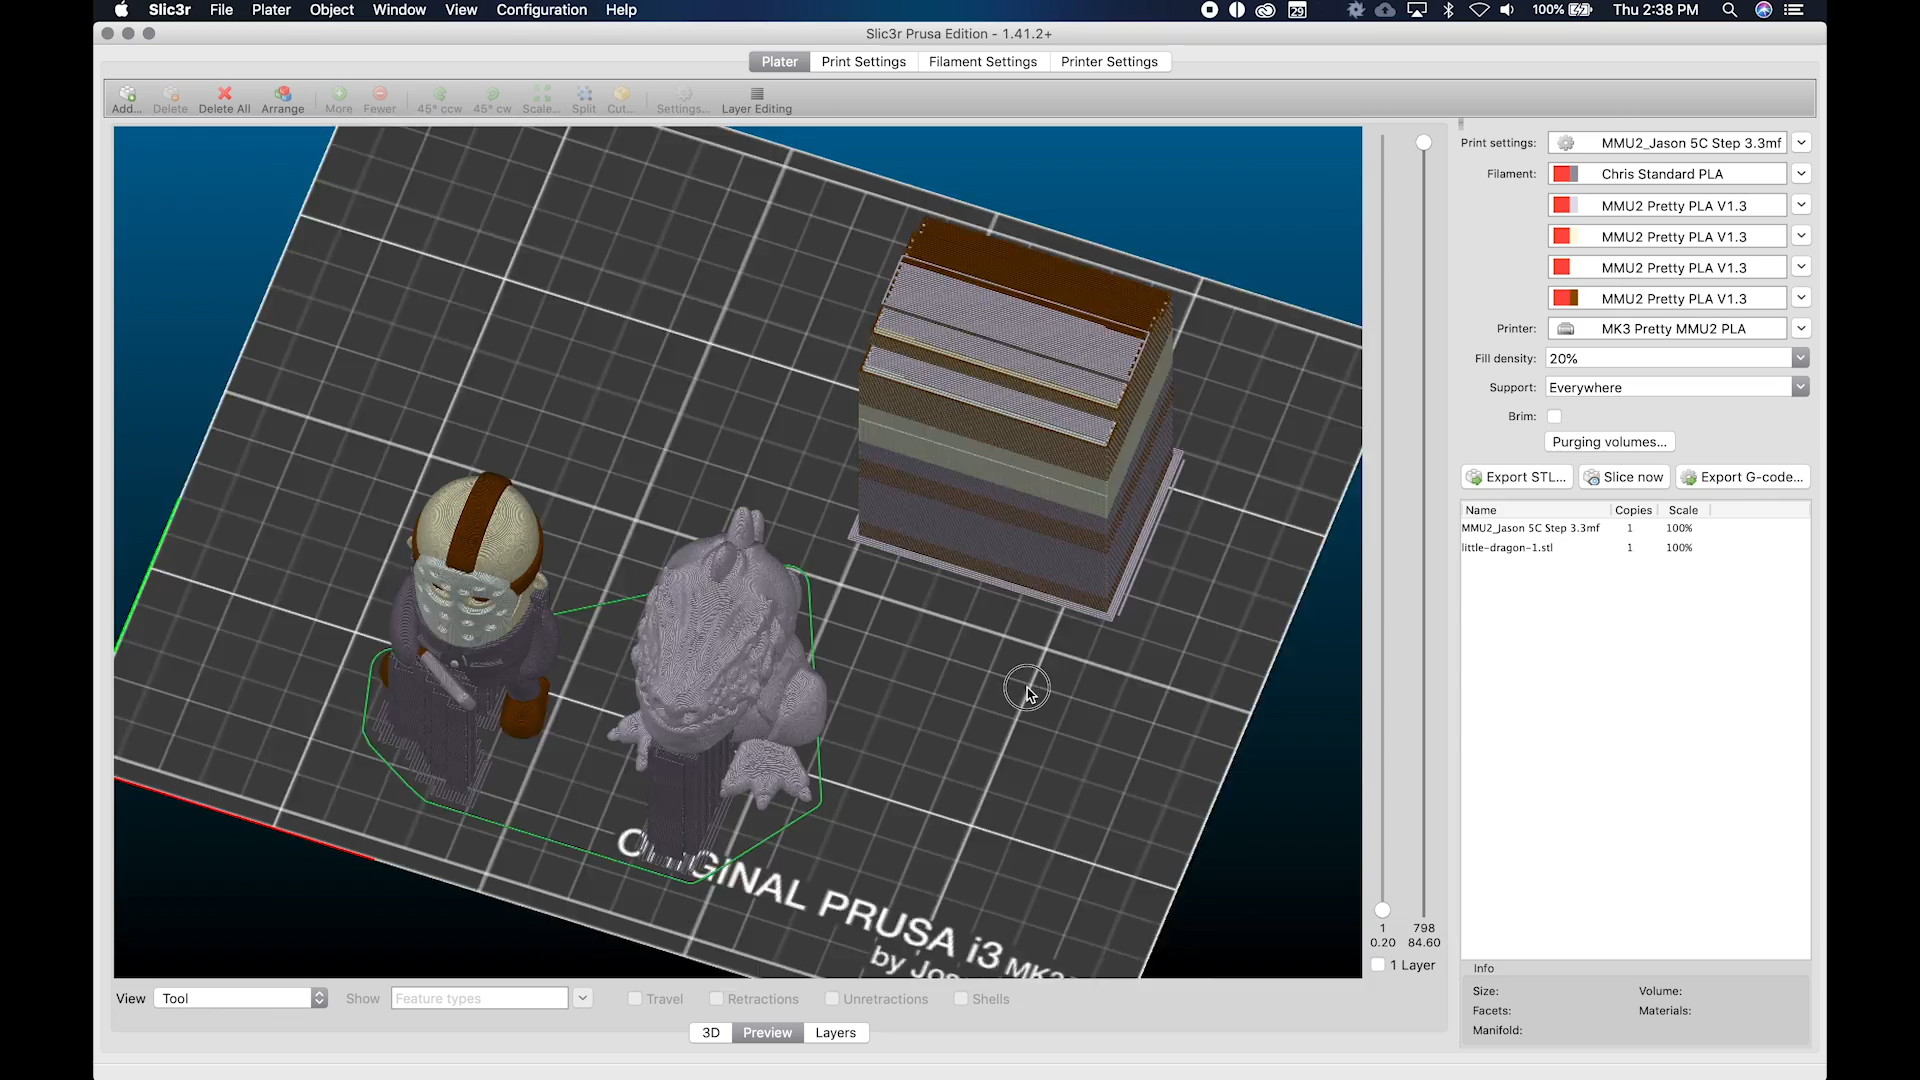 Slic3r File Plater Object Window View Configuration Help 29 100% Thu 2:38 PM
Slic3r Prusa Edition - 1.41.2+
Plater Print Settings Filament Settings Printer Settings
Add... Delete Delete All Arrange More Fewer 45° ccw 45° cw Scale... Split Cut... Settings... Layer Editing
Print settings: MMU2_Jason 5C Step 3.3mf
Filament: Chris Standard PLA
MMU2 Pretty PLA V1.3
MMU2 Pretty PLA V1.3
MMU2 Pretty PLA V1.3
MMU2 Pretty PLA V1.3
Printer: MK3 Pretty MMU2 PLA
Fill density: 20%
Support: Everywhere
Brim:
Purging volumes...
Export STL... Slice now Export G-code...
Name Copies Scale
MMU2_Jason 5C Step 3.3mf 1 100%
little-dragon-1.stl 1 100%
PRUSA i3 MK3
by
1 798
0.20 84.60
1 Layer
Info
Size: Volume:
Facets: Materials:
Manifold:
View Tool Show Feature types Travel Retractions Unretractions Shells
3D Preview Layers